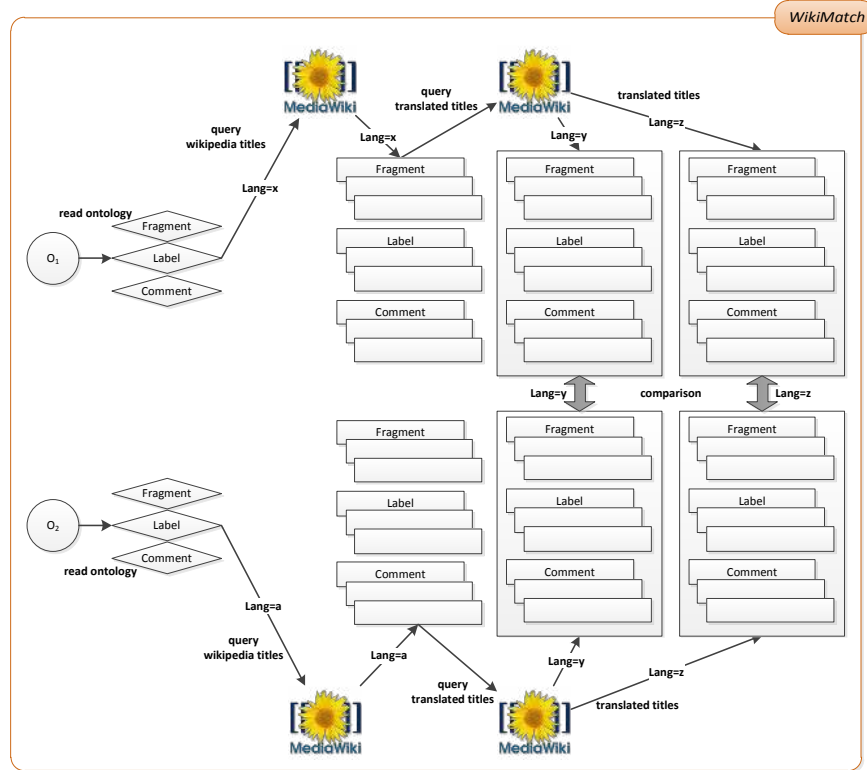 WikiMatch
MediaWiki
MediaWiki
query
translated titles
translated titles
query
wikipedia titles
Lang=x
Lang=y
Lang=z
Lang=x
read ontology
Fragment
Label
Comment
O₁
Fragment
Label
Comment
Fragment
Label
Comment
Fragment
Label
Comment
Lang=y
comparison
Lang=z
Fragment
Label
Comment
Fragment
Label
Comment
Fragment
Label
Comment
O₂
Fragment
Label
Comment
read ontology
Lang=a
query
wikipedia titles
Lang=a
query
translated titles
Lang=y
Lang=z
translated titles
MediaWiki
MediaWiki